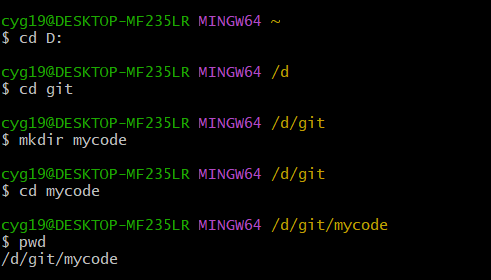 cyg19@DESKTOP-MF235LR MINGW64 ~
$ cd D:
cyg19@DESKTOP-MF235LR MINGW64 /d
$ cd git
cyg19@DESKTOP-MF235LR MINGW64 /d/git
$ mkdir mycode
cyg19@DESKTOP-MF235LR MINGW64 /d/git
$ cd mycode
cyg19@DESKTOP-MF235LR MINGW64 /d/git/mycode
$ pwd
/d/git/mycode